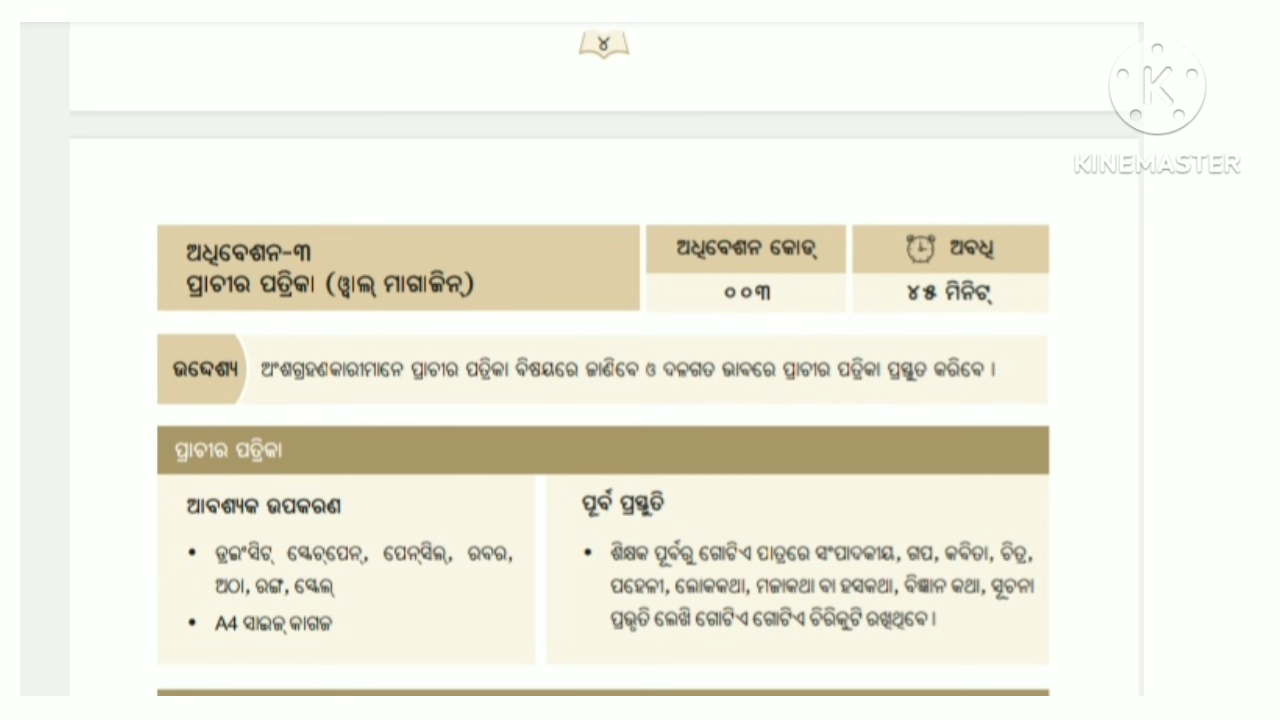 ୪
KINEMASTER
ଅଧିବେଶନ-୩
ପ୍ରାଚୀର ପତ୍ରିକା (ୱାଲ୍ ମାଗାଜିନ୍)
ଅଧିବେଶନ କୋଡ୍
୦୦୩
ଅବଧି
୪୫ ମିନିଟ୍
ଉଦ୍ଦେଶ୍ୟ
ଅଂଶଗ୍ରହଣକାରୀମାନେ ପ୍ରାଚୀର ପତ୍ରିକା ବିଷୟରେ ଜାଣିବେ ଓ ଦଳଗତ ଭାବରେ ପ୍ରାଚୀର ପତ୍ରିକା ପ୍ରସ୍ତୁତ କରିବେ ।
ପ୍ରାଚୀର ପତ୍ରିକା
ଆବଶ୍ୟକ ଉପକରଣ
• ଡ୍ରଇଂସିଟ୍ ସ୍କେଚ୍‌ପେନ୍, ପେନ୍‌ସିଲ୍, ରବର,
ଅଠା, ରଙ୍ଗ, ସ୍କେଲ୍
• A4 ସାଇଜ୍ କାଗଜ
ପୂର୍ବ ପ୍ରସ୍ତୁତି
• ଶିକ୍ଷକ ପୂର୍ବରୁ ଗୋଟିଏ ପାତ୍ରରେ ସଂପାଦକୀୟ, ଗପ, କବିତା, ଚିତ୍ର,
ପହେଳୀ, ଲୋକକଥା, ମଜାକଥା ବା ହସକଥା, ବିଜ୍ଞାନ କଥା, ସୂଚନା
ପ୍ରଭୃତି ଲେଖି ଗୋଟିଏ ଗୋଟିଏ ଚିରିକୁଟି ରଖିଥିବେ ।